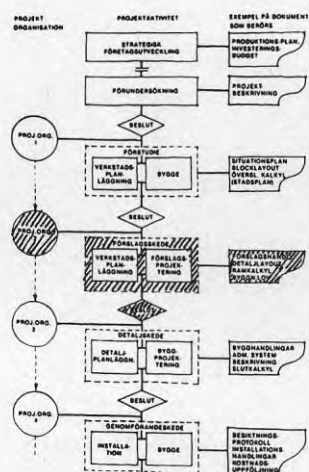 PROJEKT
ORGANISATION
PROJEKTAKTIVITET
EXEMPEL PÅ DOKUMENT
SOM BERÖRS
STRATEGISK
FÖRETAGSUTVECKLING
PRODUKTIONS-PLAN.
INVESTERINGS-
BUDGET
FÖRUNDERSÖKNING
PROJEKT-
BESKRIVNING
BESLUT
PROJ.ORG.
1
FÖRSTUDIE
VERKSTADS-
PLAN-
LÄGGNING
BYGGE
SITUATIONSPLAN
BLOCKLAYOUT
ÖVERSL. KALKYL
(STADSPLAN)
BESLUT
PROJ.ORG.
FÖRSLAGSSKEDE
VERKSTADS-
PLAN-
LÄGGNING
FÖRSLAGS-
PROJEK-
TERING
DETALJLAYOUT
RAMKALKYL
PROJ.ORG.
3
DETALJSKEDE
DETALJ-
PLANLÄGGN.
BYGG-
PROJEK-
TERING
BYGGHANDLINGAR
ADM. SYSTEM
BESKRIVNING
SLUTKALKYL
BESLUT
PROJ.ORG.
4
GENOMFÖRANDESKEDE
INSTALLA-
TION
BYGGE
BESIKTNINGS-
PROTOKOLL
INSTALLATIONS
HANDLINGAR
KOSTNADS-
UPPFÖLJNING